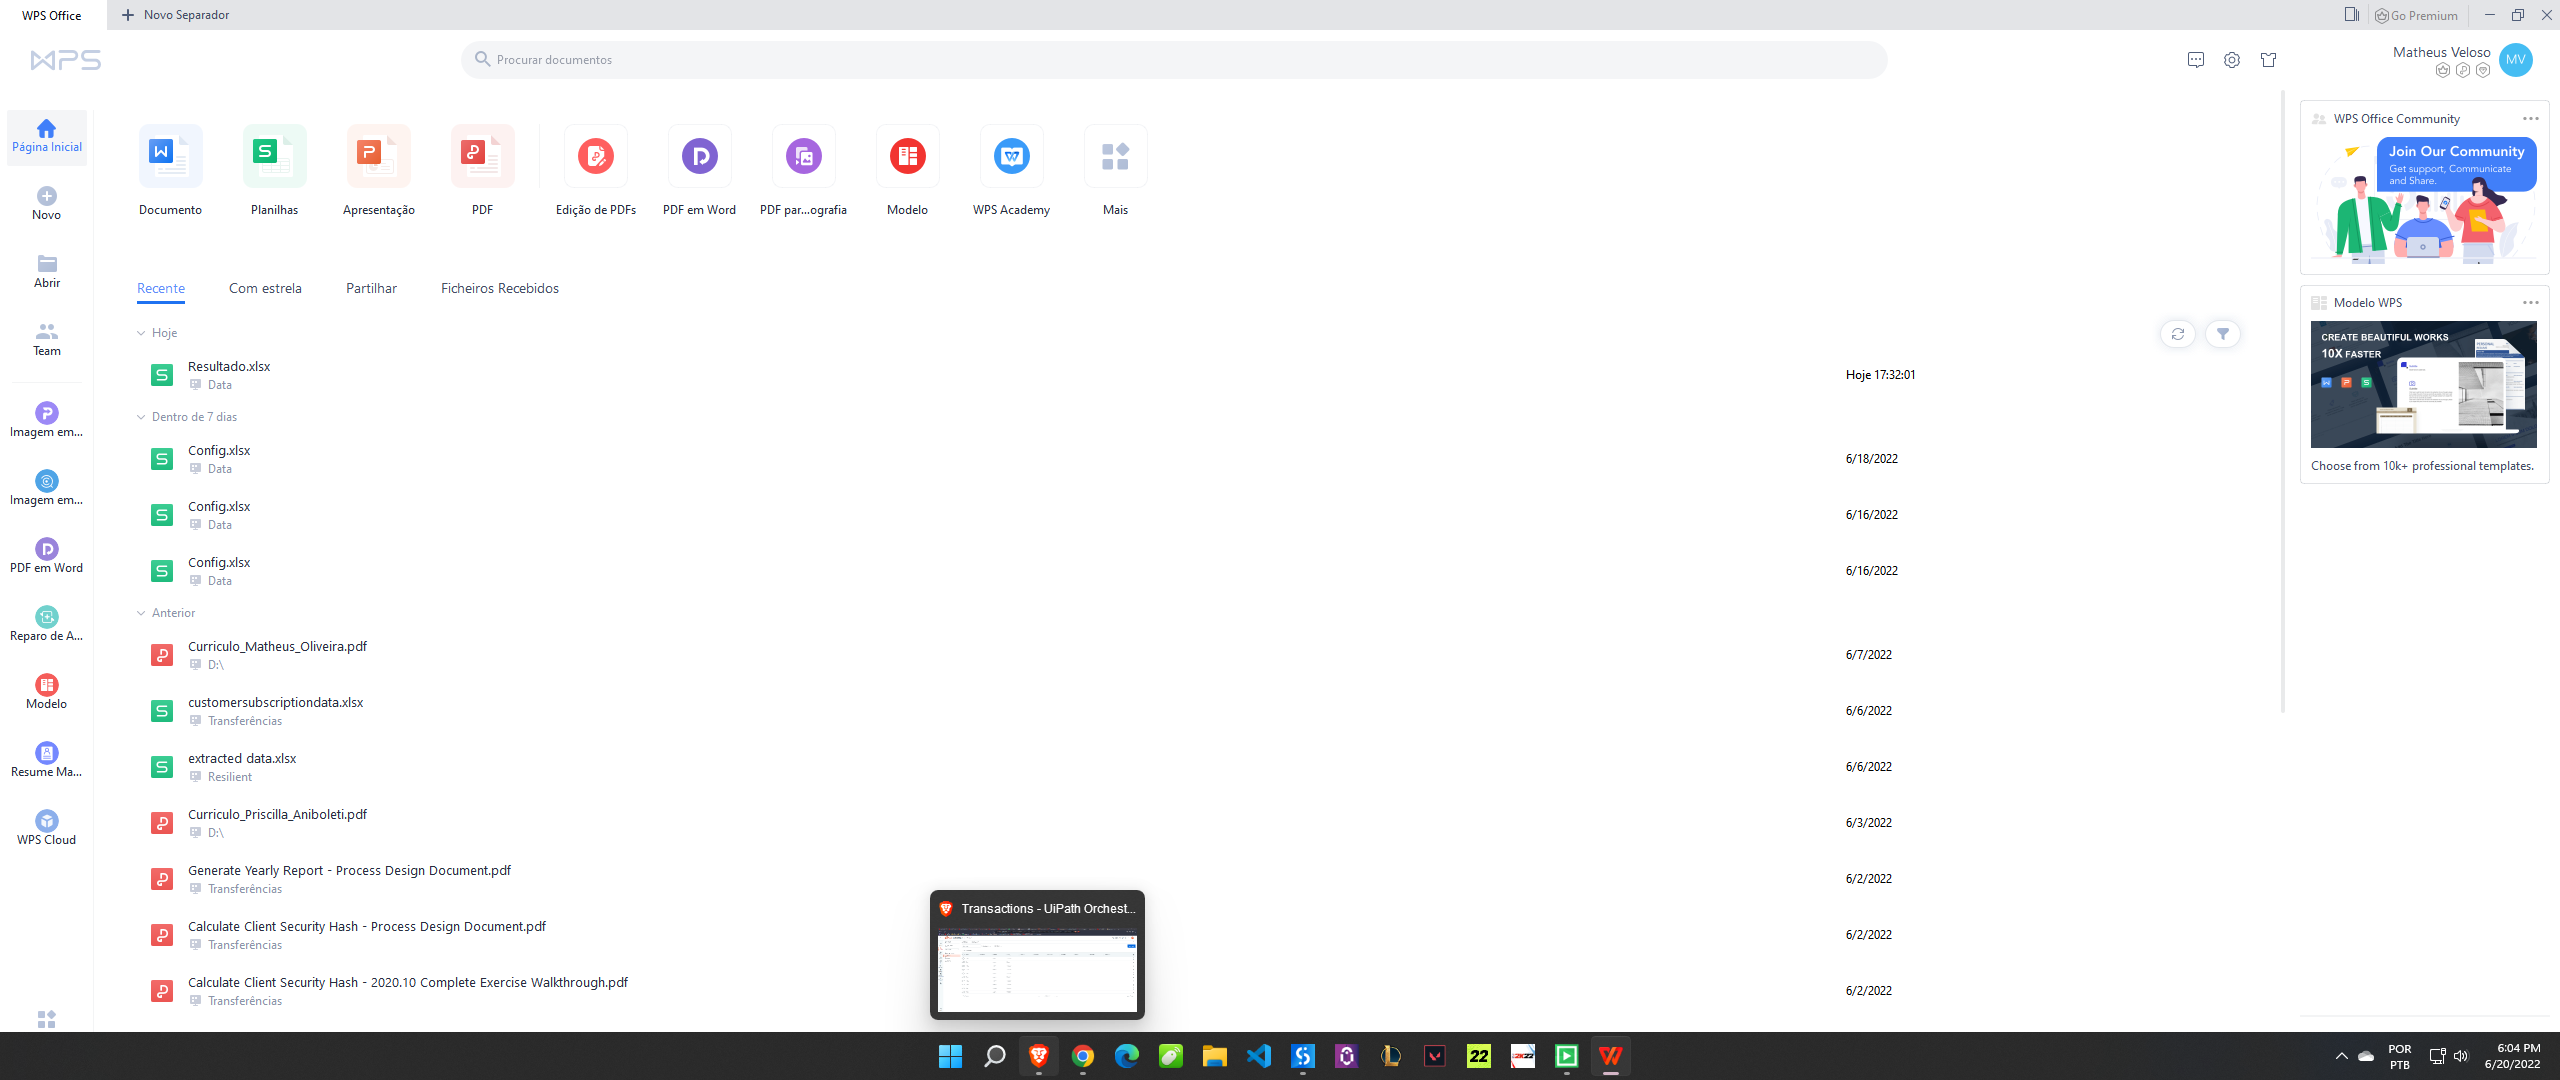 WPS Office
Novo Separador
Go Premium
WPS
Procurar documentos
Matheus Veloso
MV
Página Inicial
Novo
Abrir
Team
Imagem em...
Imagem em...
PDF em Word
Reparo de A...
Modelo
Resume Ma...
WPS Cloud
Documento
Planilhas
Apresentação
PDF
Edição de PDFs
PDF em Word
PDF par...ografia
Modelo
WPS Academy
Mais
Recente
Com estrela
Partilhar
Ficheiros Recebidos
Hoje
Resultado.xlsx
Data
Hoje 17:32:01
Dentro de 7 dias
Config.xlsx
Data
6/18/2022
Config.xlsx
Data
6/16/2022
Config.xlsx
Data
6/16/2022
Anterior
Curriculo_Matheus_Oliveira.pdf
D:\
6/7/2022
customersubscriptiondata.xlsx
Transferências
6/6/2022
extracted data.xlsx
Resilient
6/6/2022
Curriculo_Priscilla_Aniboleti.pdf
D:\
6/3/2022
Generate Yearly Report - Process Design Document.pdf
Transferências
6/2/2022
Calculate Client Security Hash - Process Design Document.pdf
Transferências
6/2/2022
Calculate Client Security Hash - 2020.10 Complete Exercise Walkthrough.pdf
Transferências
6/2/2022
WPS Office Community
Join Our Community
Get support, Communicate
and Share.
Modelo WPS
CREATE BEAUTIFUL WORKS
10X FASTER
Choose from 10k+ professional templates.
Transactions - UiPath Orchest...
22
2K22
POR
PTB
6:04 PM
6/20/2022